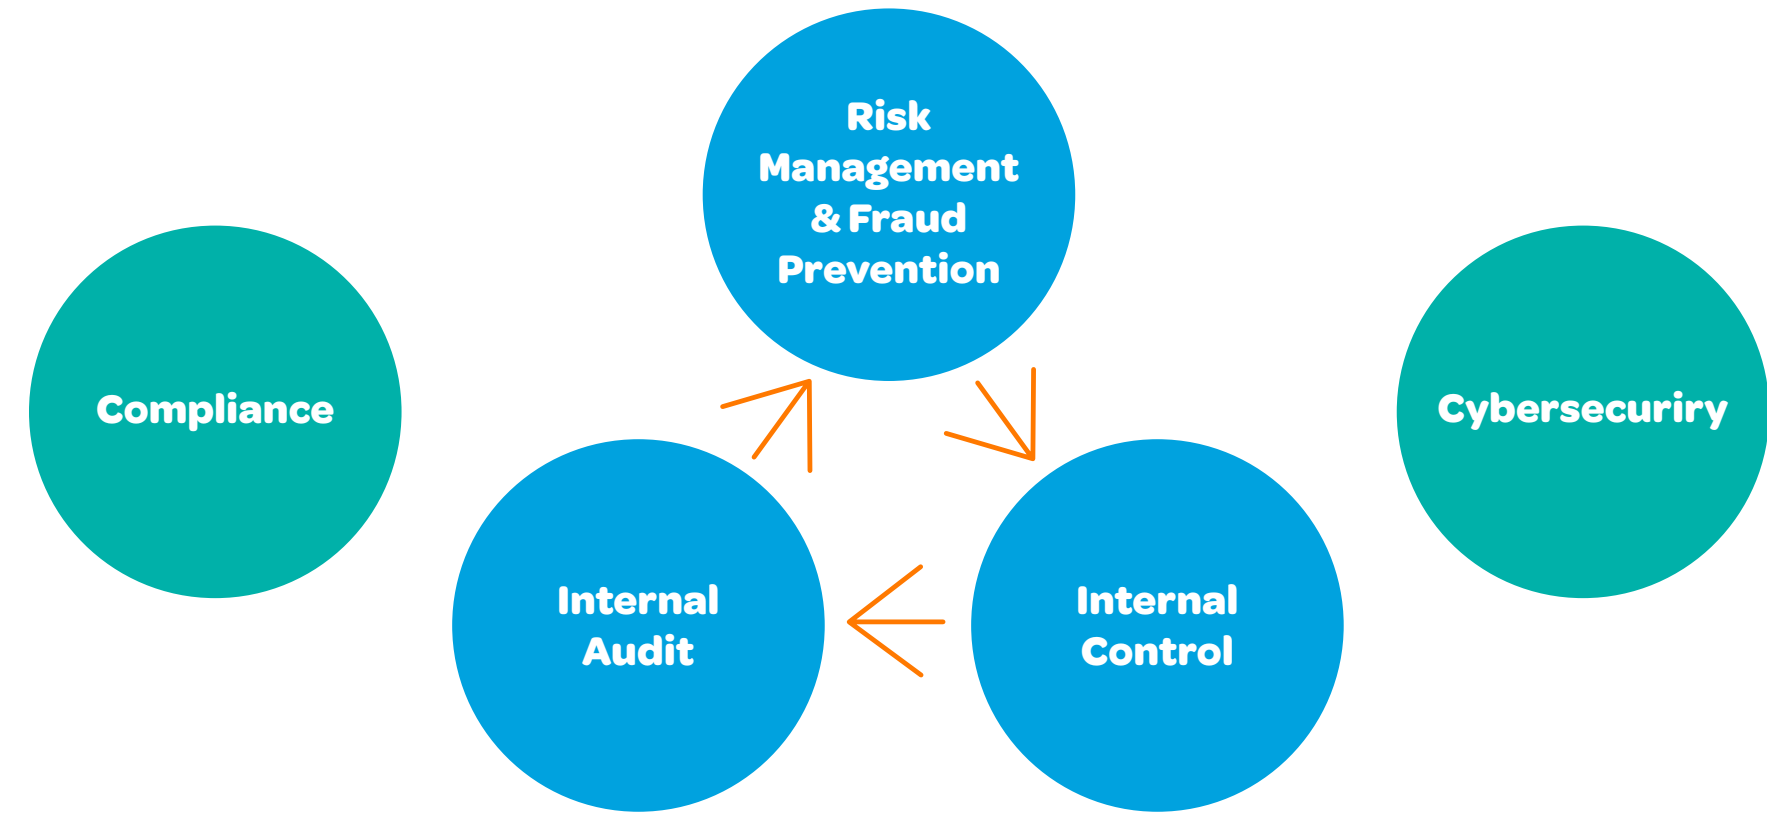 Risk
Management
& Fraud
Prevention
Compliance
Cybersecuriry
Internal
Audit
Internal
Control